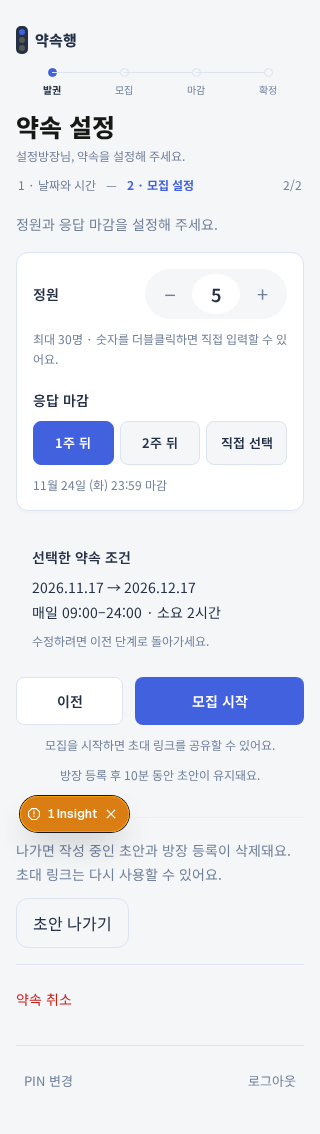 약속행
발권 모집 마감 확정
약속 설정
설정방장님, 약속을 설정해 주세요.
1 · 날짜와 시간 — 2 · 모집 설정 2/2
정원과 응답 마감을 설정해 주세요.
정원 − 5 +
최대 30명 · 숫자를 더블클릭하면 직접 입력할 수 있
어요.
응답 마감
1주 뒤 2주 뒤 직접 선택
11월 24일 (화) 23:59 마감
선택한 약속 조건
2026.11.17 → 2026.12.17
매일 09:00–24:00 · 소요 2시간
수정하려면 이전 단계로 돌아가세요.
이전 모집 시작
모집을 시작하면 초대 링크를 공유할 수 있어요.
방장 등록 후 10분 동안 초안이 유지돼요.
1 Insight
나가면 작성 중인 초안과 방장 등록이 삭제돼요.
초대 링크는 다시 사용할 수 있어요.
초안 나가기
약속 취소
PIN 변경 로그아웃